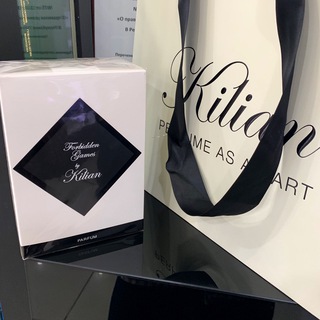 Forbidden
Games
by
Kilian
PARFUM
Kilian
PERFUME AS AN ART